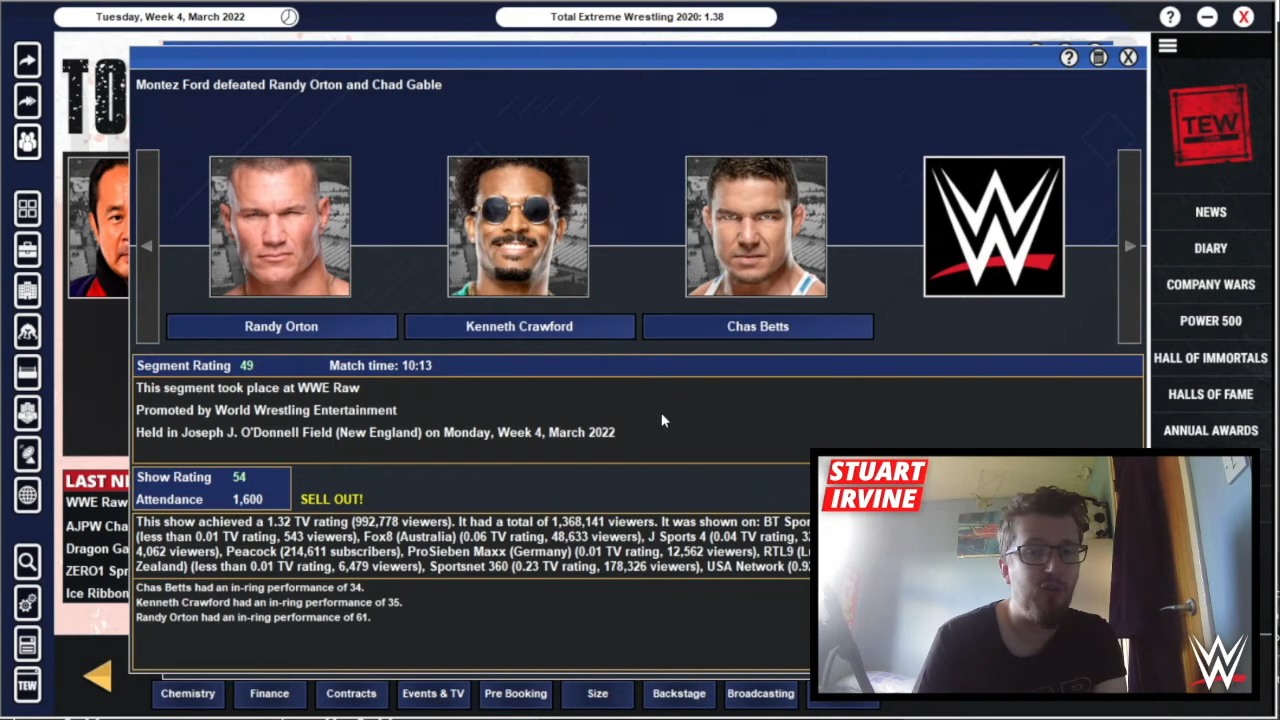 Tuesday, Week 4, March 2022
Total Extreme Wrestling 2020: 1.38
? X
? X
TO
Montez Ford defeated Randy Orton and Chad Gable
TEW
Randy Orton
Kenneth Crawford
Chas Betts
NEWS
DIARY
COMPANY WARS
POWER 500
HALL OF IMMORTALS
HALLS OF FAME
ANNUAL AWARDS
Segment Rating 49 Match time: 10:13
This segment took place at WWE Raw
Promoted by World Wrestling Entertainment
Held in Joseph J. O'Donnell Field (New England) on Monday, Week 4, March 2022
Show Rating 54
Attendance 1,600 SELL OUT!
This show achieved a 1.32 TV rating (992,778 viewers). It had a total of 1,368,141 viewers. It was shown on: BT Spor
(less than 0.01 TV rating, 543 viewers), Fox8 (Australia) (0.06 TV rating, 48,633 viewers), J Sports 4 (0.04 TV rating, 32
4,062 viewers), Peacock (214,611 subscribers), ProSieben Maxx (Germany) (0.01 TV rating, 12,562 viewers), RTL9 (L
Zealand) (less than 0.01 TV rating, 6,479 viewers), Sportsnet 360 (0.23 TV rating, 178,326 viewers), USA Network (0.92
Chas Betts had an in-ring performance of 34.
Kenneth Crawford had an in-ring performance of 35.
Randy Orton had an in-ring performance of 61.
LAST NI
WWE Raw
AJPW Cha
Dragon Ga
ZERO1 Spr
Ice Ribbon
STUART
IRVINE
TEW
Chemistry
Finance
Contracts
Events & TV
Pre Booking
Size
Backstage
Broadcasting